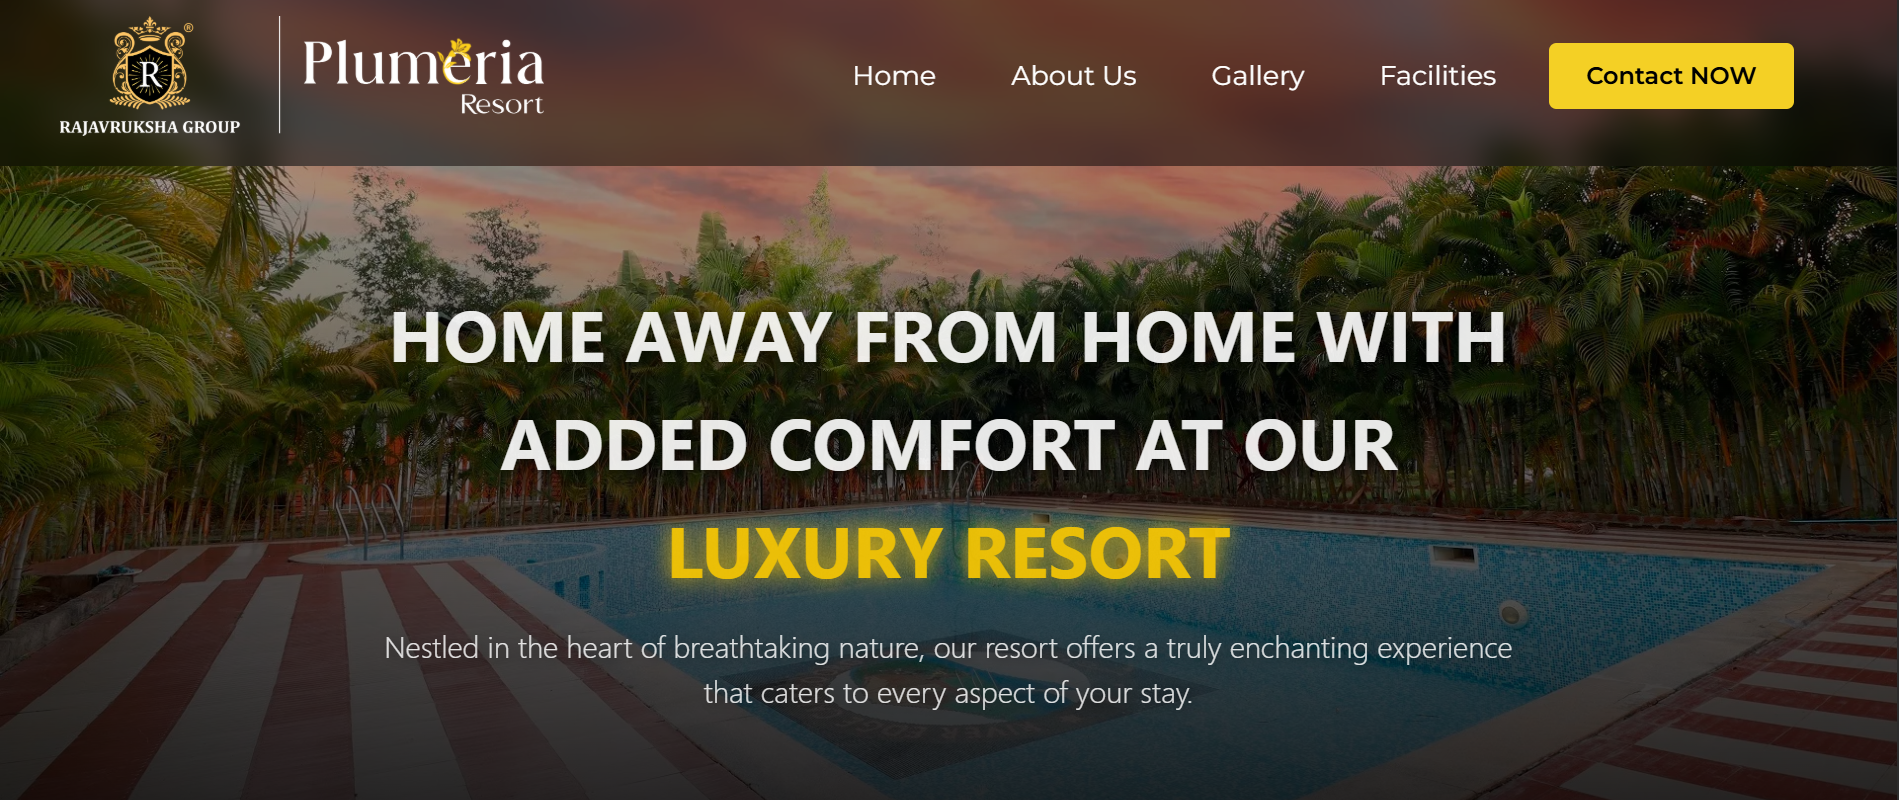 R
®
RAJAVRUKSHA GROUP
Plumeria
Resort
Home
About Us
Gallery
Facilities
Contact NOW
HOME AWAY FROM HOME WITH
ADDED COMFORT AT OUR
LUXURY RESORT
Nestled in the heart of breathtaking nature, our resort offers a truly enchanting experience
that caters to every aspect of your stay.